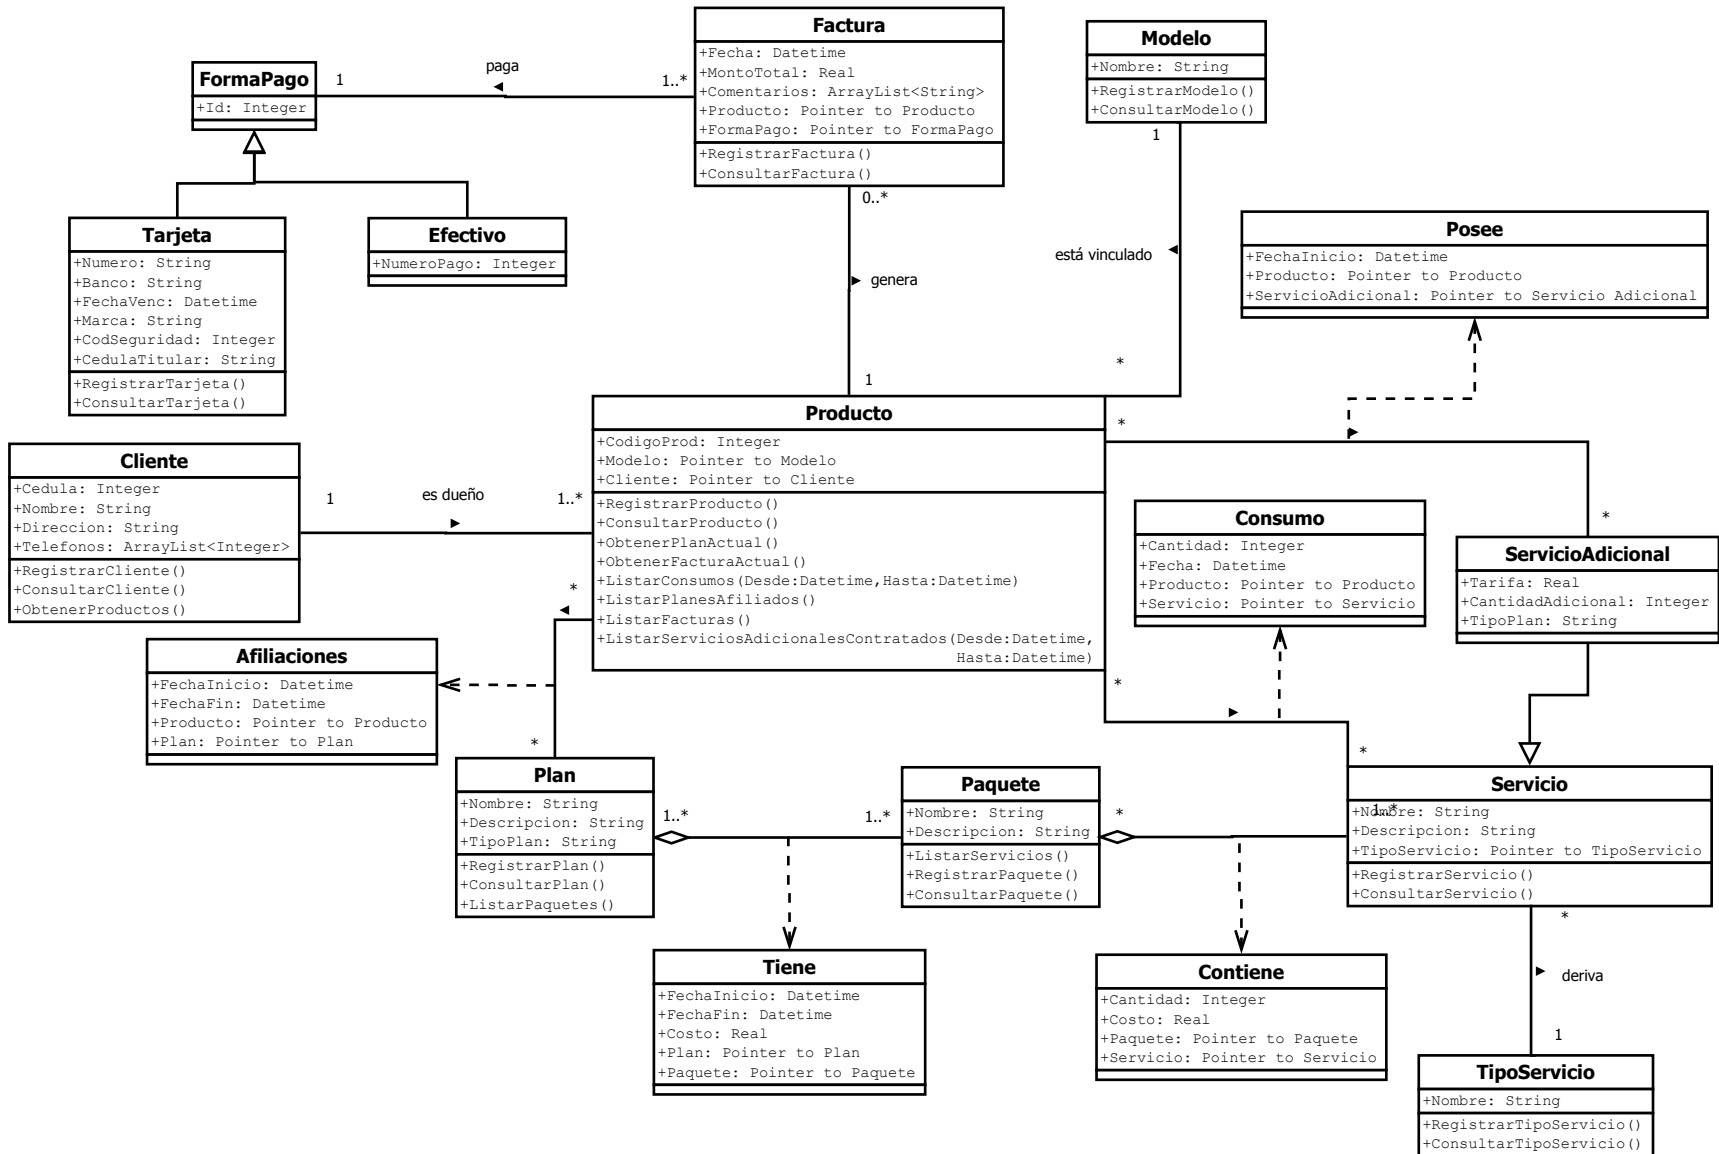 Factura
+Fecha: Datetime
+MontoTotal: Real
+Comentarios: ArrayList<String>
+Producto: Pointer to Producto
+FormaPago: Pointer to FormaPago
+RegistrarFactura()
+ConsultarFactura()
Modelo
+Nombre: String
+RegistrarModelo()
+ConsultarModelo()
FormaPago
+Id: Integer
1
paga
1..*
0..*
genera
1
1
está vinculado
*
Tarjeta
+Numero: String
+Banco: String
+FechaVenc: Datetime
+Marca: String
+CodSeguridad: Integer
+CedulaTitular: String
+RegistrarTarjeta()
+ConsultarTarjeta()
Efectivo
+NumeroPago: Integer
Posee
+FechaInicio: Datetime
+Producto: Pointer to Producto
+ServicioAdicional: Pointer to Servicio Adicional
Producto
+CodigoProd: Integer
+Modelo: Pointer to Modelo
+Cliente: Pointer to Cliente
+RegistrarProducto()
+ConsultarProducto()
+ObtenerPlanActual()
+ObtenerFacturaActual()
+ListarConsumos(Desde:Datetime,Hasta:Datetime)
+ListarPlanesAfiliados()
+ListarFacturas()
+ListarServiciosAdicionalesContratados(Desde:Datetime,
Hasta:Datetime)
*
*
Cliente
+Cedula: Integer
+Nombre: String
+Direccion: String
+Telefonos: ArrayList<Integer>
+RegistrarCliente()
+ConsultarCliente()
+ObtenerProductos()
1
es dueño
1..*
Consumo
+Cantidad: Integer
+Fecha: Datetime
+Producto: Pointer to Producto
+Servicio: Pointer to Servicio
ServicioAdicional
+Tarifa: Real
+CantidadAdicional: Integer
+TipoPlan: String
Afiliaciones
+FechaInicio: Datetime
+FechaFin: Datetime
+Producto: Pointer to Producto
+Plan: Pointer to Plan
*
*
*
*
Plan
+Nombre: String
+Descripcion: String
+TipoPlan: String
+RegistrarPlan()
+ConsultarPlan()
+ListarPaquetes()
1..*
1..*
Paquete
+Nombre: String
+Descripcion: String
+ListarServicios()
+RegistrarPaquete()
+ConsultarPaquete()
*
1..*
Servicio
+Nombre: String
+Descripcion: String
+TipoServicio: Pointer to TipoServicio
+RegistrarServicio()
+ConsultarServicio()
*
deriva
1
Tiene
+FechaInicio: Datetime
+FechaFin: Datetime
+Costo: Real
+Plan: Pointer to Plan
+Paquete: Pointer to Paquete
Contiene
+Cantidad: Integer
+Costo: Real
+Paquete: Pointer to Paquete
+Servicio: Pointer to Servicio
TipoServicio
+Nombre: String
+RegistrarTipoServicio()
+ConsultarTipoServicio()